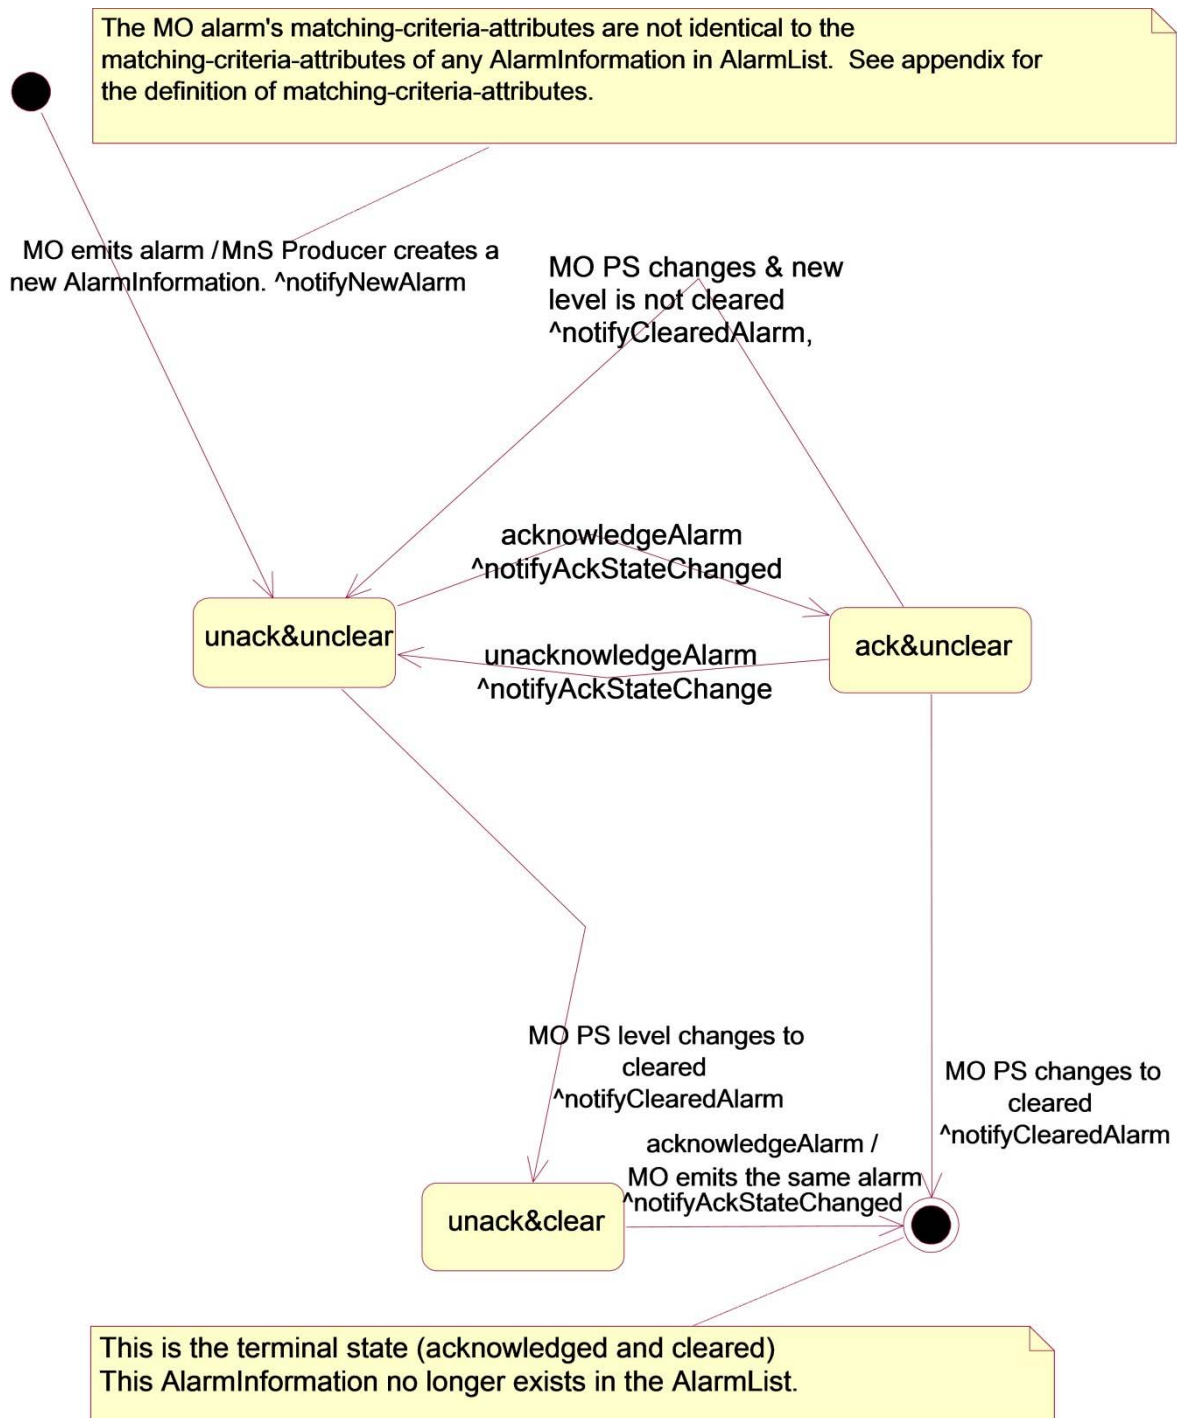 The MO alarm's matching-criteria-attributes are not identical to the
matching-criteria-attributes of any AlarmInformation in AlarmList.  See appendix for
the definition of matching-criteria-attributes.
MO emits alarm / MnS Producer creates a
new AlarmInformation. ^notifyNewAlarm
MO PS changes & new
level is not cleared
^notifyClearedAlarm,
acknowledgeAlarm
^notifyAckStateChanged
unack&unclear
ack&unclear
unacknowledgeAlarm
^notifyAckStateChange
MO PS level changes to
cleared
^notifyClearedAlarm
MO PS changes to
cleared
^notifyClearedAlarm
acknowledgeAlarm /
MO emits the same alarm
^notifyAckStateChanged
unack&clear
This is the terminal state (acknowledged and cleared)
This AlarmInformation no longer exists in the AlarmList.